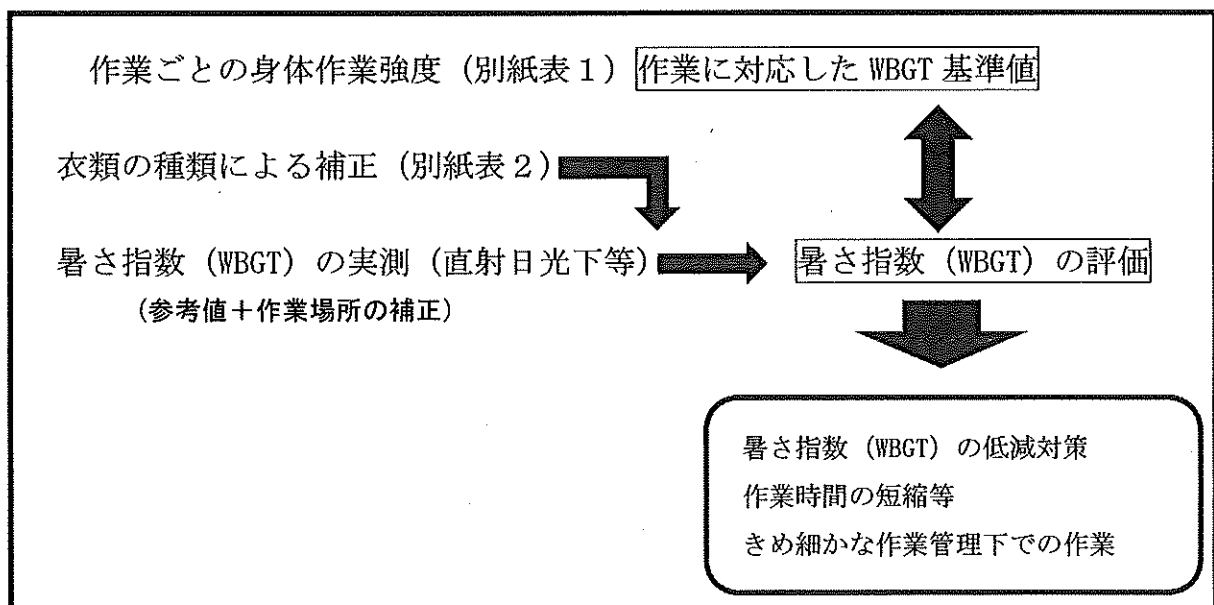 作業ごとの身体作業強度（別紙表１）作業に対応した WBGT 基準値
衣類の種類による補正（別紙表２）
暑さ指数（WBGT）の実測（直射日光下等）
暑さ指数（WBGT）の評価
（参考値＋作業場所の補正）
暑さ指数（WBGT）の低減対策
作業時間の短縮等
きめ細かな作業管理下での作業